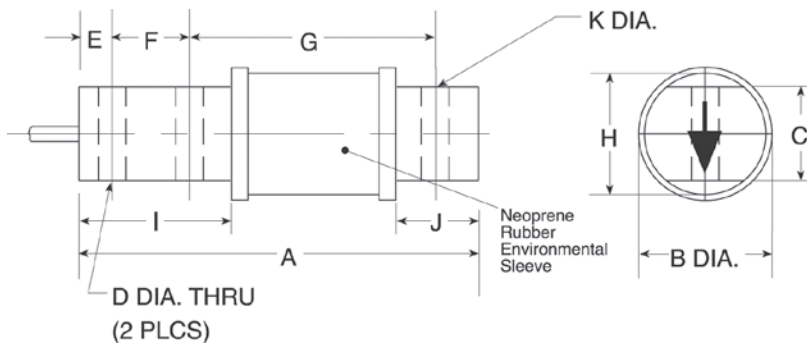 E
F
G
K DIA.
H
C
I
J
A
B DIA.
Neoprene
Rubber
Environmental
Sleeve
D DIA. THRU
(2 PLCS)